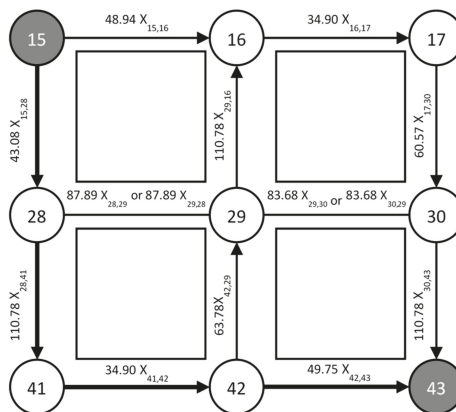 48.94 X15,16
34.90 X16,17
15
16
17
43.08 X15,28
110.78 X29,16
60.57 X17,30
87.89 X28,29 or 87.89 X29,28
83.68 X29,30 or 83.68 X30,29
28
29
30
110.78 X28,41
63.78 X42,29
110.78 X30,43
34.90 X41,42
49.75 X42,43
41
42
43